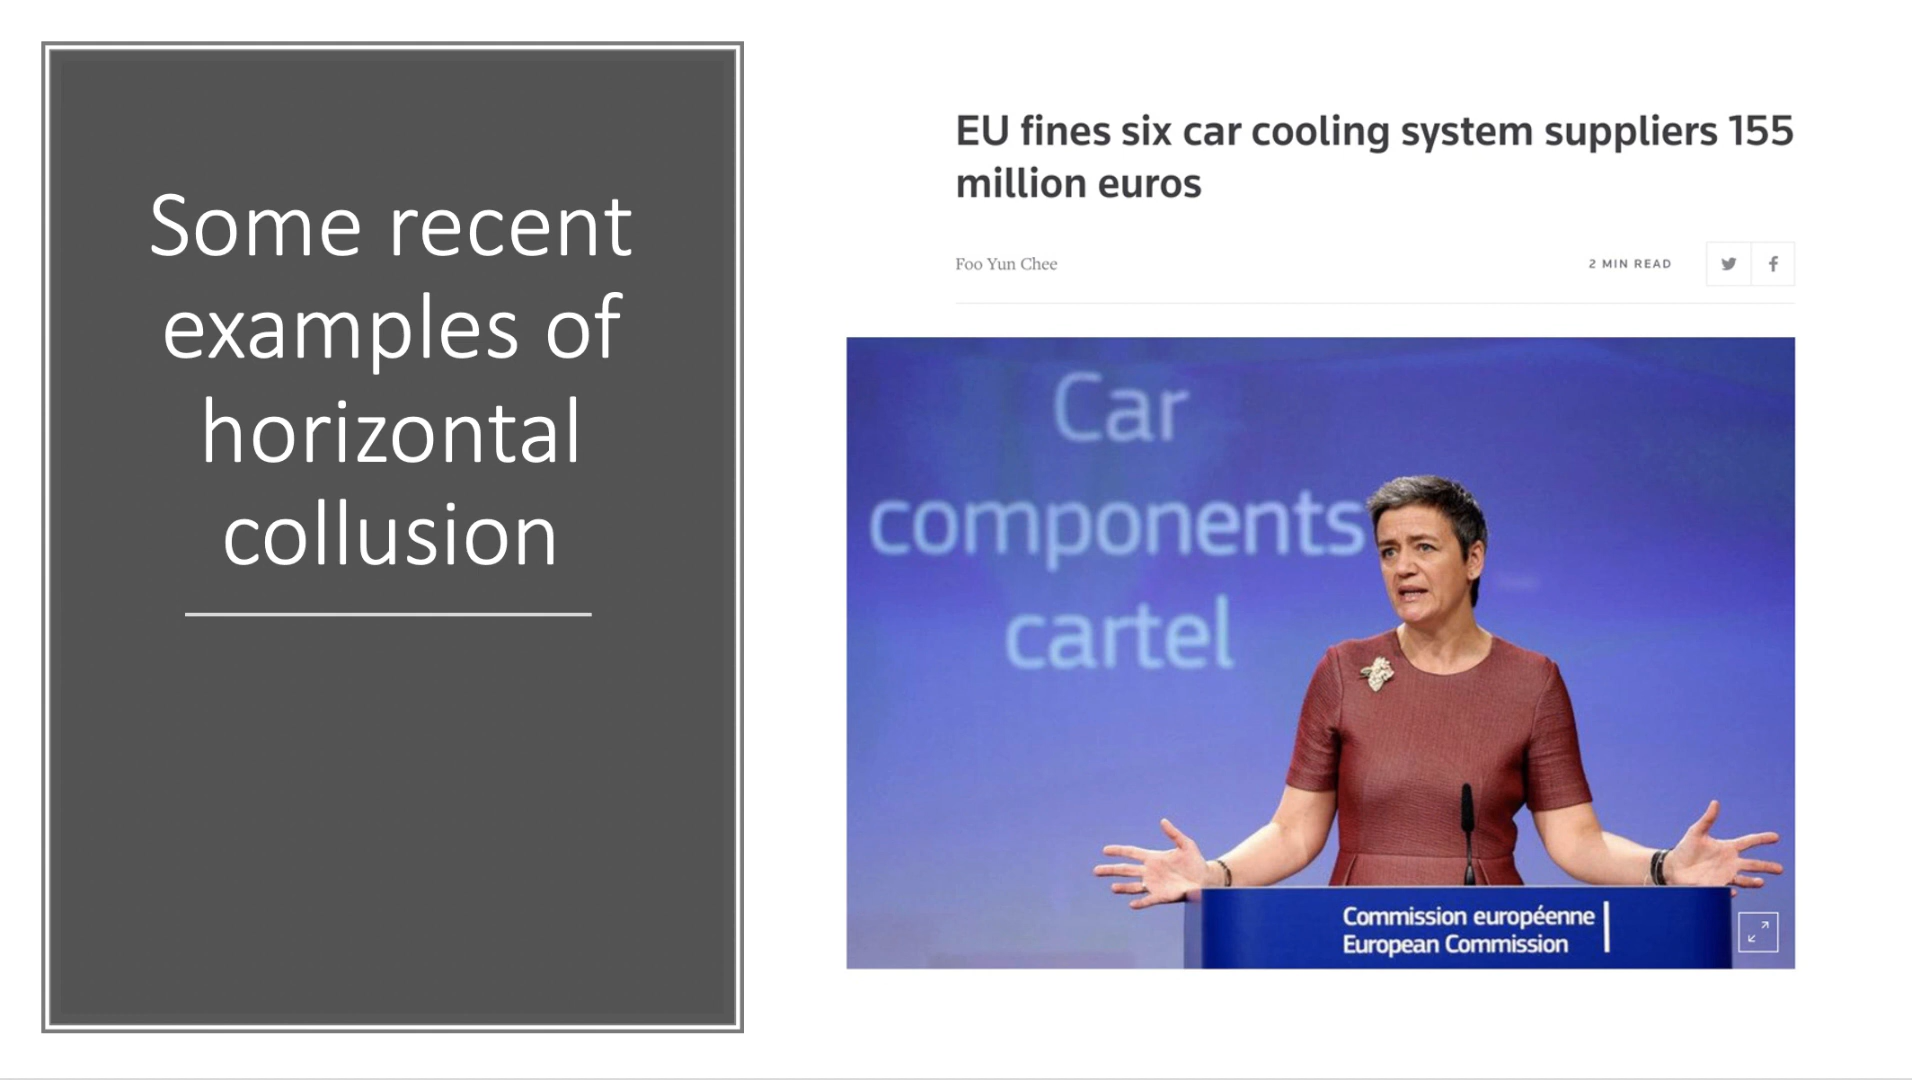 Some recent
examples of
horizontal
collusion
EU fines six car cooling system suppliers 155
million euros
Foo Yun Chee
2 MIN READ
Car
components
cartel
Commission européenne
European Commission